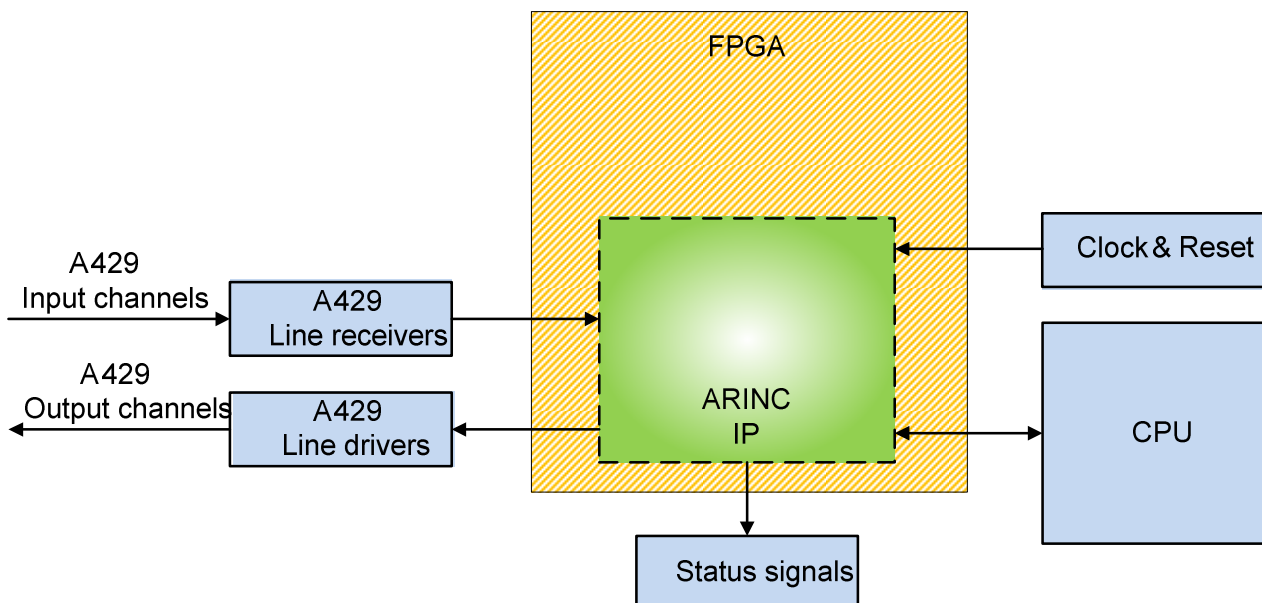 FPGA
A429
Input channels
A429
Line receivers
Clock & Reset
A429
Output channels
A429
Line drivers
ARINC
IP
CPU
Status signals